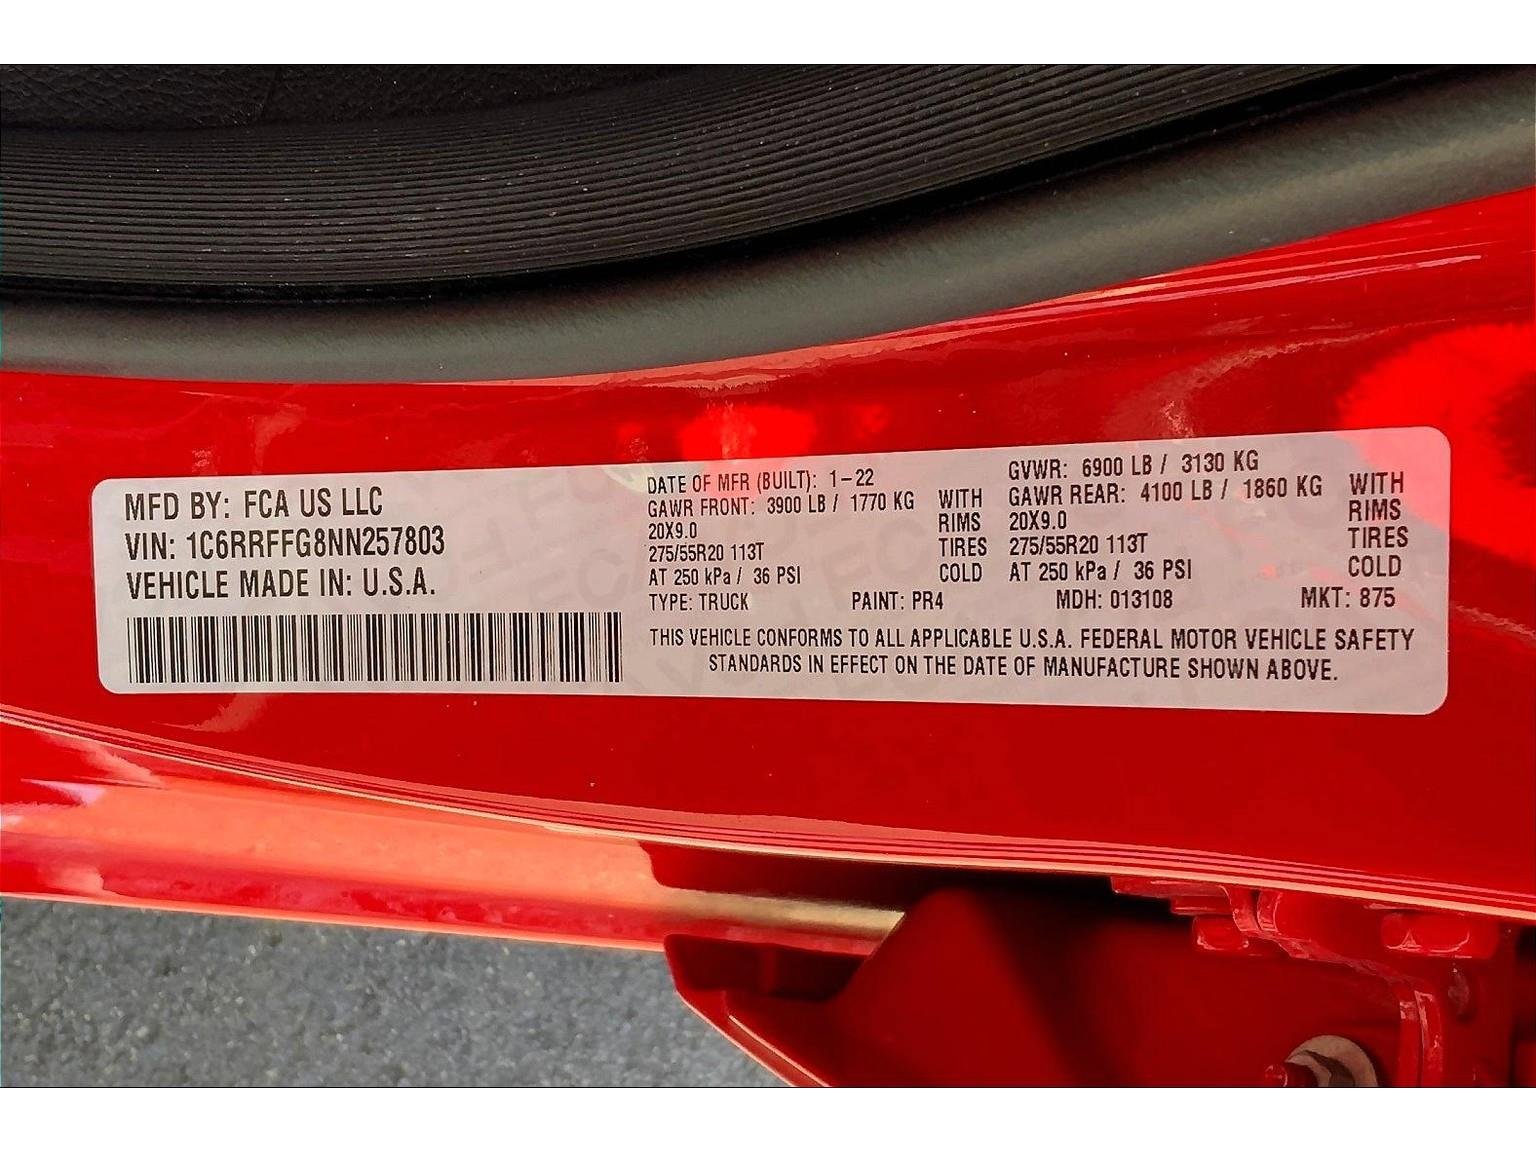 MFD BY: FCA US LLC
VIN: 1C6RRFFG8NN257803
VEHICLE MADE IN: U.S.A.
DATE OF MFR (BUILT): 1-22
GAWR FRONT: 3900 LB / 1770 KG WITH
20X9.0 RIMS
275/55R20 113T TIRES
AT 250 kPa / 36 PSI COLD
GVWR: 6900 LB / 3130 KG
GAWR REAR: 4100 LB / 1860 KG WITH
20X9.0 RIMS
275/55R20 113T TIRES
AT 250 kPa / 36 PSI COLD
TYPE: TRUCK PAINT: PR4 MDH: 013108 MKT: 875
THIS VEHICLE CONFORMS TO ALL APPLICABLE U.S.A. FEDERAL MOTOR VEHICLE SAFETY
STANDARDS IN EFFECT ON THE DATE OF MANUFACTURE SHOWN ABOVE.